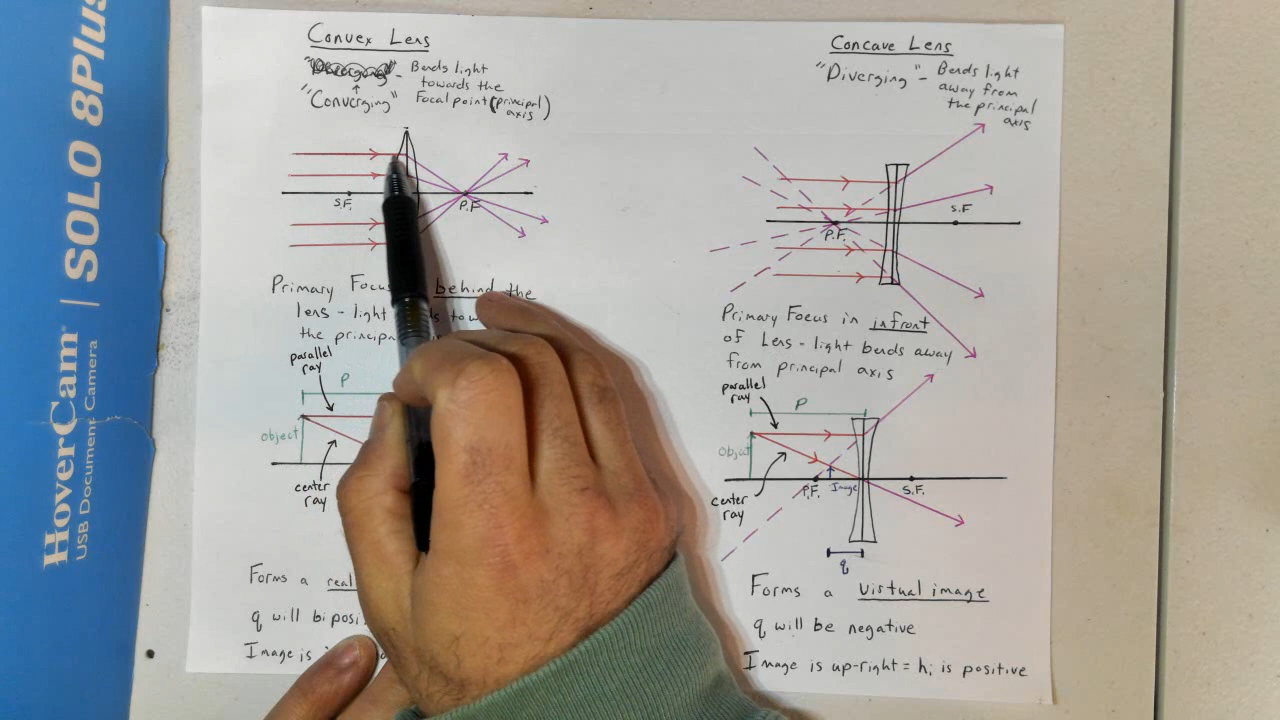 HoverCam | SOLO 8Plus
USB Document Camera
Convex Lens
"Converging" - Bends light
towards the
Focal point (principal
axis)
S.F.
P.F
Primary Focus behind the
lens - light
the
parallel
ray
P
object
center
ray
Forms a real
q will b
Image is
Concave Lens
"Diverging" - Bends light
away from
the principal
axis
P.F.
S.F
Primary Focus in infront
of Lens - light bends away
from principal axis
parallel
ray
P
Object
center
ray
P.F.
Image
S.F.
q
Forms a virtual image
q will be negative
Image is up-right = hi is positive